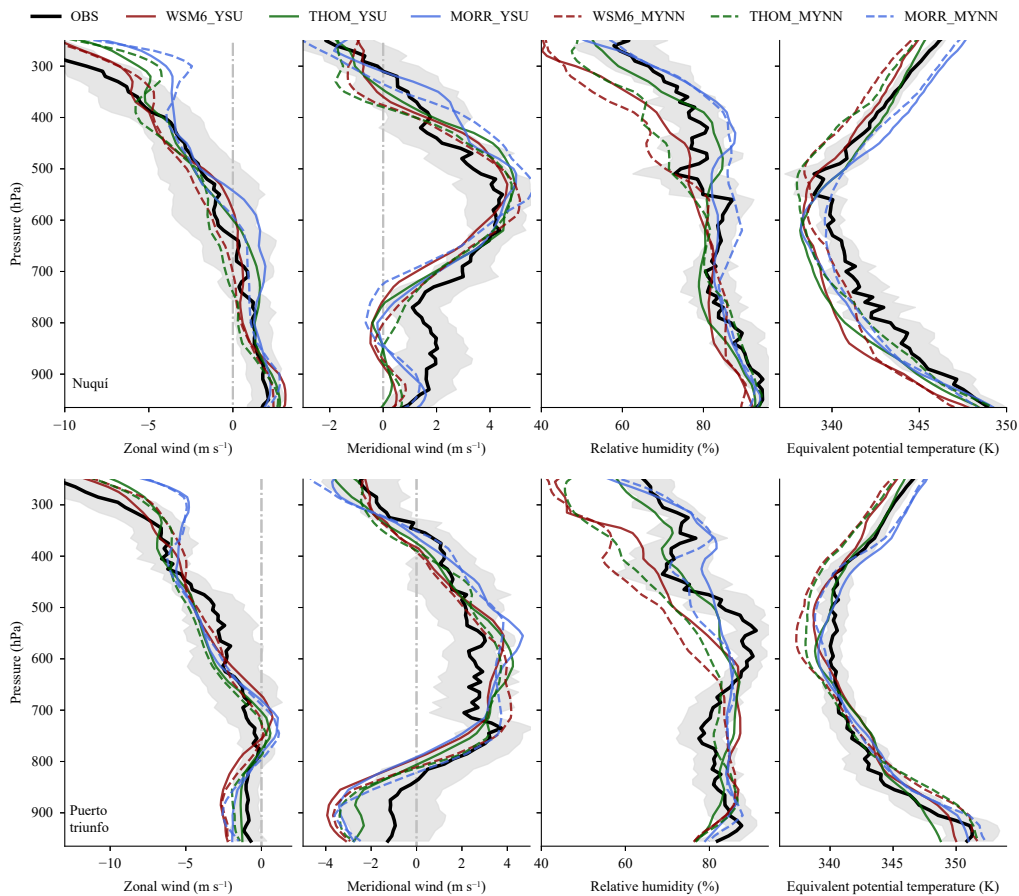 OBS WSM6_YSU THOM_YSU MORR_YSU WSM6_MYNN THOM_MYNN MORR_MYNN
300
400
500
600
700
800
900
Pressure (hPa)
Nuquí
−10 −5 0
Zonal wind (m s⁻¹)
−2 0 2 4
Meridional wind (m s⁻¹)
40 60 80
Relative humidity (%)
340 345 350
Equivalent potential temperature (K)
300
400
500
600
700
800
900
Pressure (hPa)
Puerto
triunfo
−10 −5 0
Zonal wind (m s⁻¹)
−4 −2 0 2 4
Meridional wind (m s⁻¹)
60 80
Relative humidity (%)
340 345 350
Equivalent potential temperature (K)